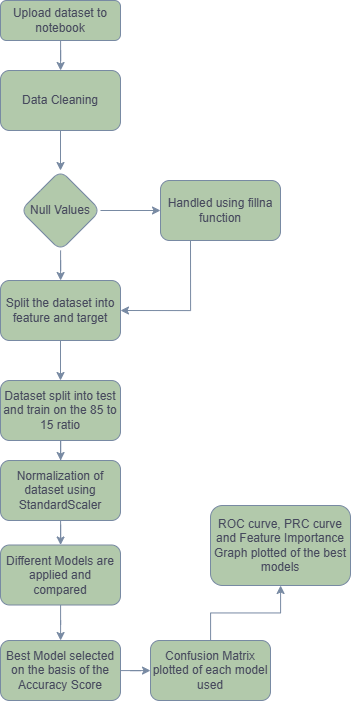 Upload dataset to
notebook
Data Cleaning
Null Values
Handled using fillna
function
Split the dataset into
feature and target
Dataset split into test
and train on the 85 to
15 ratio
Normalization of
dataset using
StandardScaler
Different Models are
applied and
compared
Best Model selected
on the basis of the
Accuracy Score
Confusion Matrix
plotted of each model
used
ROC curve, PRC curve
and Feature Importance
Graph plotted of the best
models